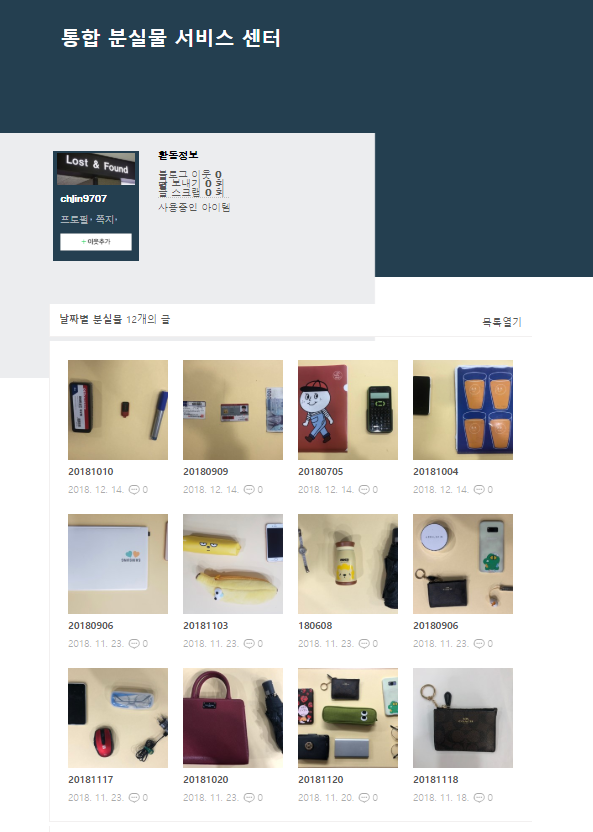 통합 분실물 서비스 센터
Lost & Found
chjin9707
프로필· 쪽지·
+ 이웃추가
활동정보
블로그 이웃 0
글 보내기 0 회
글 스크랩 0 회
사용중인 아이템
날짜별 분실물 12개의 글
목록열기
20181010
2018. 12. 14. 0
20180909
2018. 12. 14. 0
20180705
2018. 12. 14. 0
20181004
2018. 12. 14. 0
20180906
2018. 11. 23. 0
20181103
2018. 11. 23. 0
180608
2018. 11. 23. 0
20180906
2018. 11. 23. 0
20181117
2018. 11. 23. 0
20181020
2018. 11. 23. 0
20181120
2018. 11. 20. 0
20181118
2018. 11. 18. 0